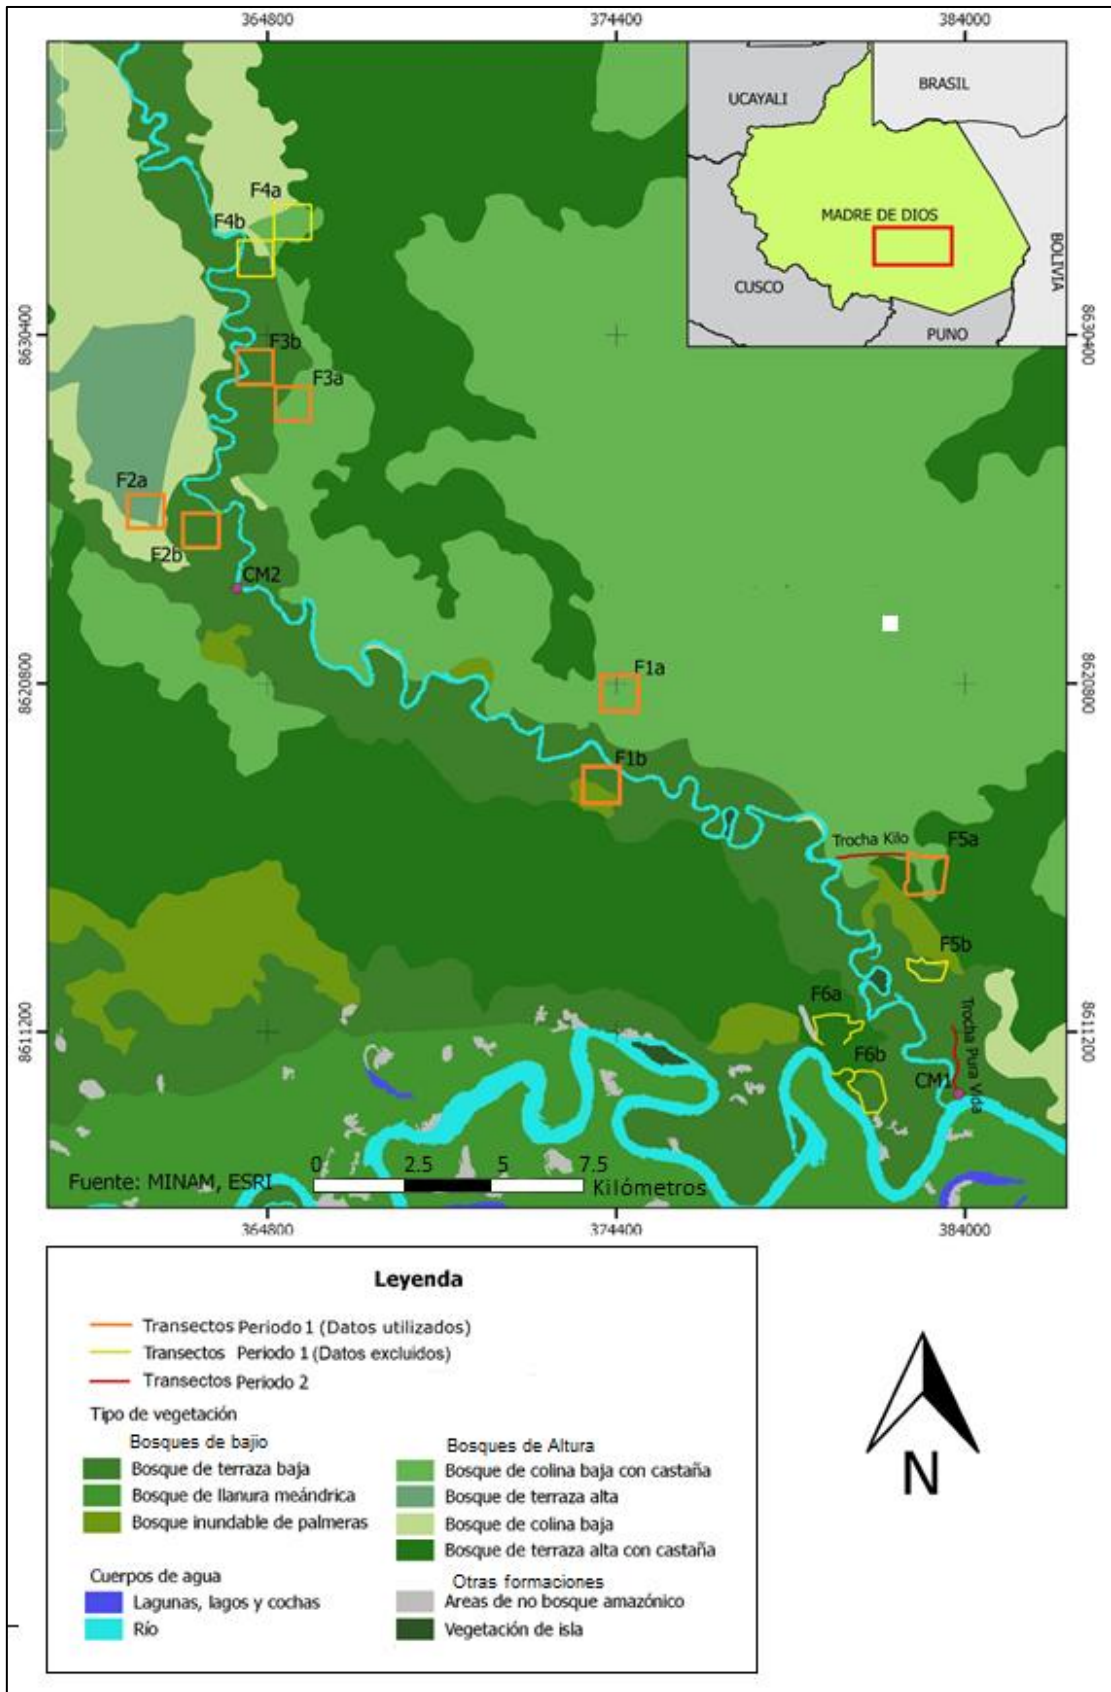 364800
374400
384000
UCAYALI
BRASIL
MADRE DE DIOS
BOLIVIA
CUSCO
PUNO
F4a
F4b
8630400
8630400
F3b
F3a
F2a
F2b
CM2
8620800
8620800
F1a
F1b
Trocha Kilo
F5a
F5b
F6a
8611200
8611200
F6b
Trocha Pura Vida
CM1
Fuente: MINAM, ESRI
0 2.5 5 7.5
Kilómetros
364800
374400
384000
Leyenda
Transectos Periodo 1 (Datos utilizados)
Transectos Periodo 1 (Datos excluidos)
Transectos Periodo 2
Tipo de vegetación
Bosques de bajio
Bosque de terraza baja
Bosque de llanura meándrica
Bosque inundable de palmeras
Bosques de Altura
Bosque de colina baja con castaña
Bosque de terraza alta
Bosque de colina baja
Bosque de terraza alta con castaña
Cuerpos de agua
Lagunas, lagos y cochas
Río
Otras formaciones
Areas de no bosque amazónico
Vegetación de isla
N